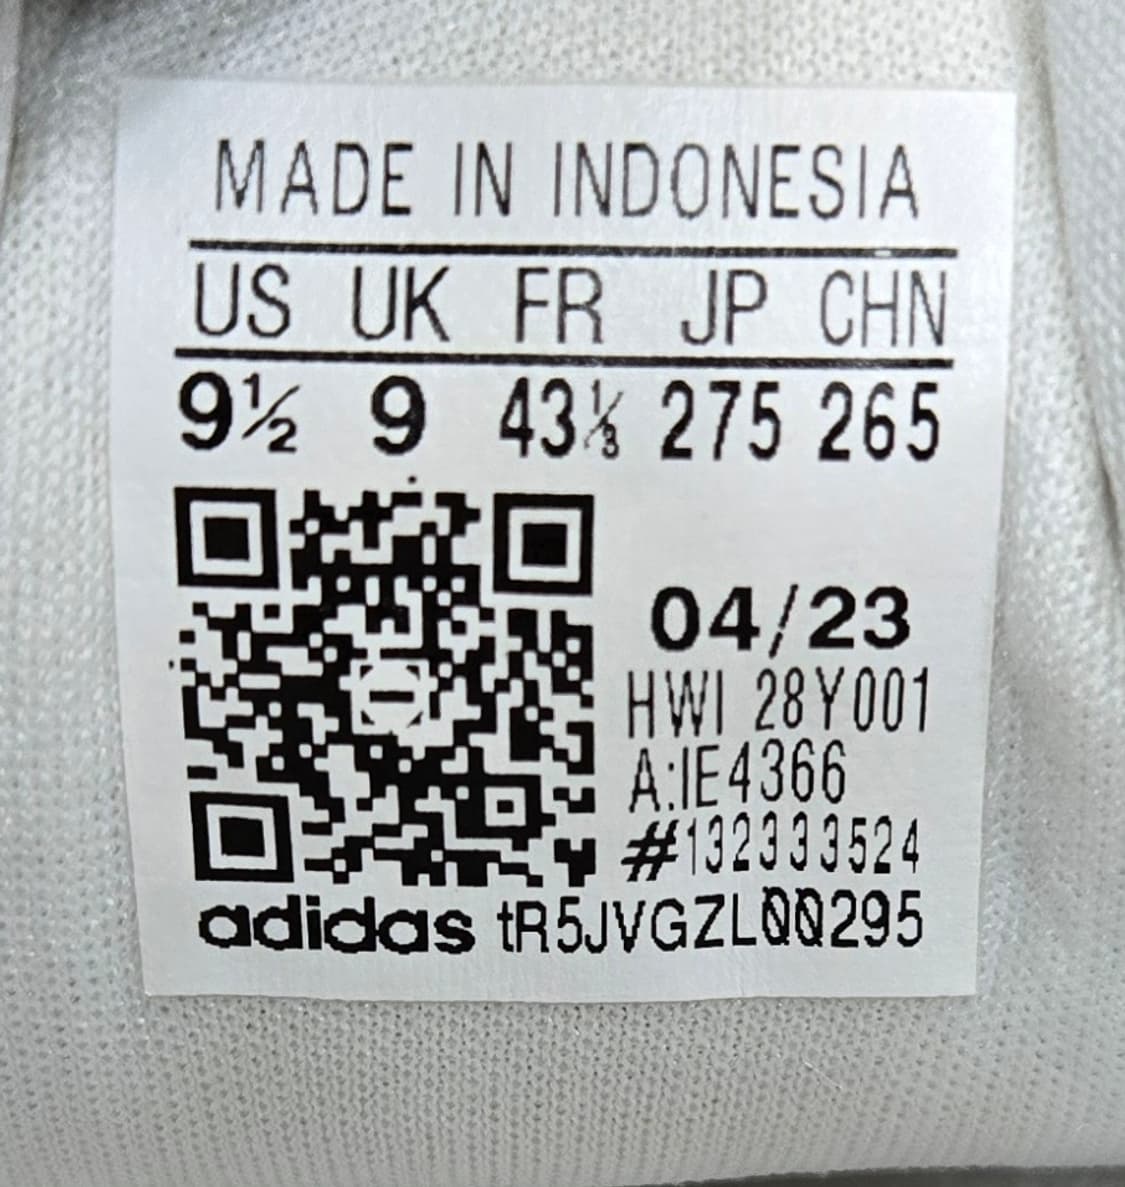 MADE IN INDONESIA
US UK FR JP CHN
9½ 9 43⅓ 275 265
04/23
HWI 28Y001
A:IE4366
#132333524
adidas tR5JVGZL00295